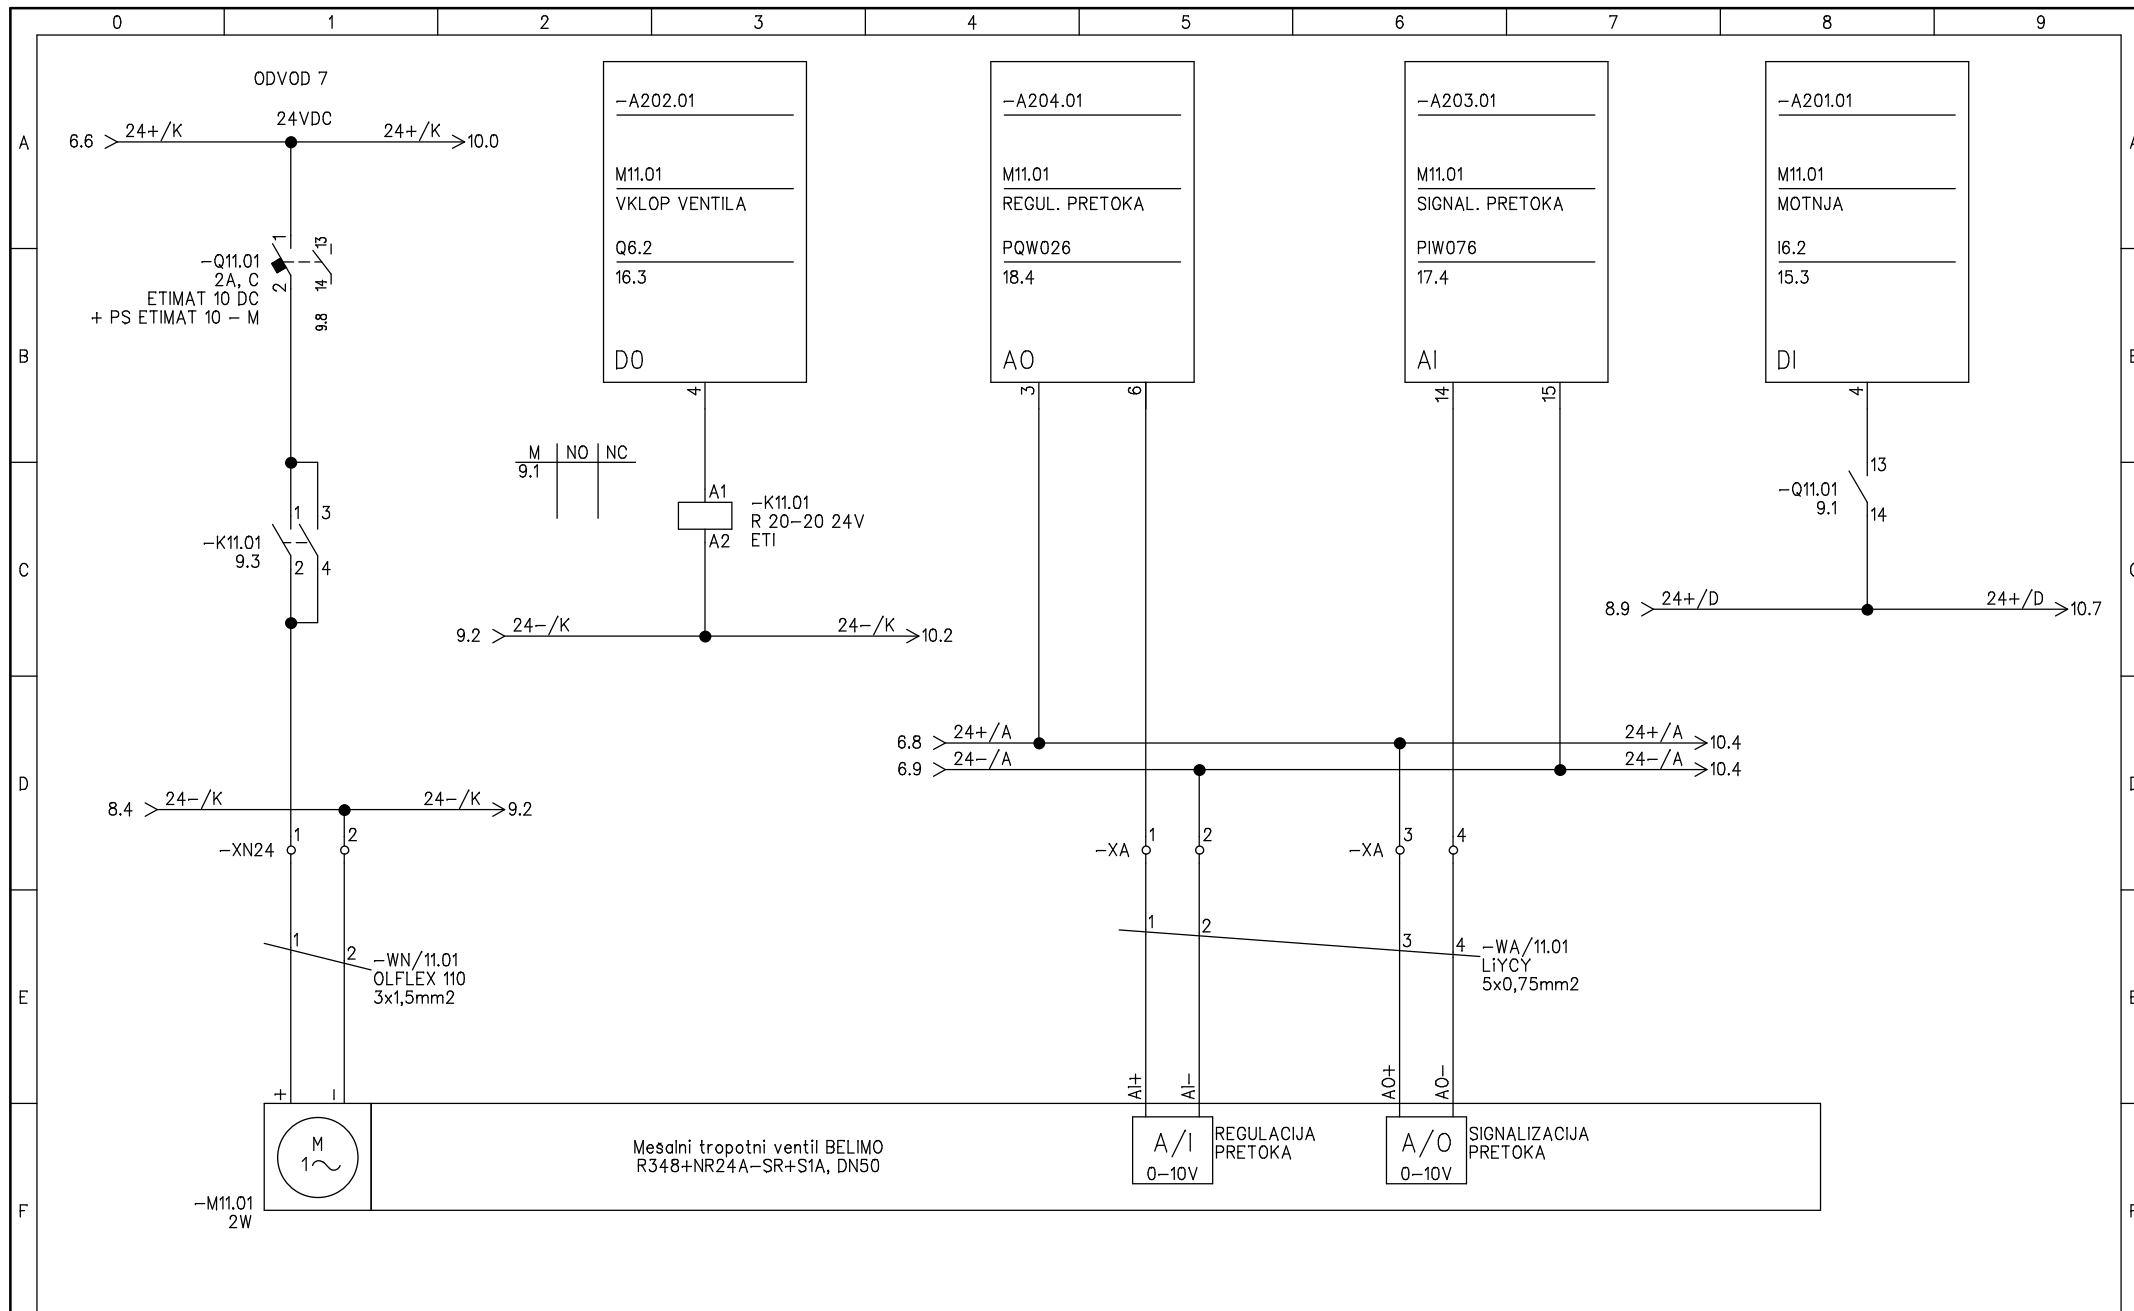 0 1 2 3 4 5 6 7 8 9
ODVOD 7
24VDC
A
6.6 24+/K 24+/K 10.0
-Q11.01
2A, C
ETIMAT 10 DC
+ PS ETIMAT 10 - M
1
2
13
14
9.8
-A202.01
M11.01
VKLOP VENTILA
Q6.2
16.3
DO
4
-A204.01
M11.01
REGUL. PRETOKA
PQW026
18.4
AO
3 6
-A203.01
M11.01
SIGNAL. PRETOKA
PIW076
17.4
AI
14 15
-A201.01
M11.01
MOTNJA
I6.2
15.3
DI
4
B
M NO NC
9.1
A1
A2
-K11.01
R 20-20 24V
ETI
1 3
-K11.01
9.3
2 4
13
-Q11.01
9.1
14
C
9.2 24-/K 24-/K 10.2
8.9 24+/D 24+/D 10.7
6.8 24+/A 24+/A 10.4
6.9 24-/A 24-/A 10.4
D
8.4 24-/K 24-/K 9.2
-XN24 1 2
-XA 1 2
-XA 3 4
1 2
-WN/11.01
OLFLEX 110
3x1,5mm2
1 2 3 4
-WA/11.01
LiYCY
5x0,75mm2
E
+ -
AI+ AI- AO+ AO-
M
1~
Mešalni tropotni ventil BELIMO
R348+NR24A-SR+S1A, DN50
A/I
0-10V
REGULACIJA
PRETOKA
A/O
0-10V
SIGNALIZACIJA
PRETOKA
-M11.01
2W
F